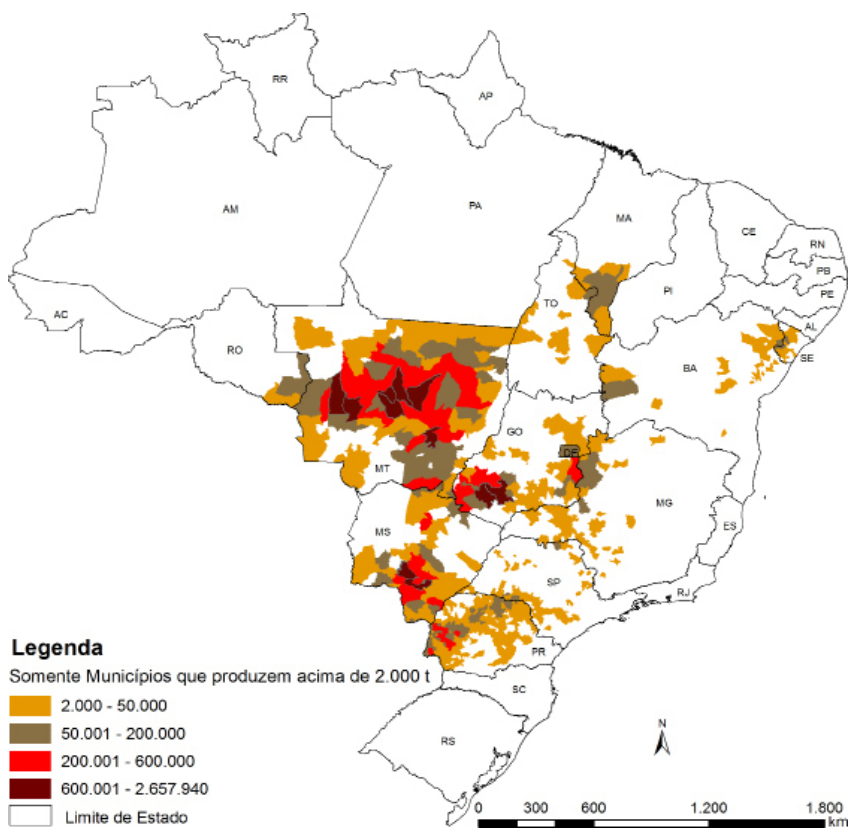 RR
AP
AM
PA
MA
CE
RN
PB
PE
PI
TO
AC
AL
RO
SE
BA
GO
DF
MT
MG
MS
ES
SP
RJ
PR
SC
RS
Legenda
Somente Municípios que produzem acima de 2.000 t
2.000 - 50.000
50.001 - 200.000
200.001 - 600.000
600.001 - 2.657.940
Limite de Estado
N
0 300 600 1.200 1.800
km